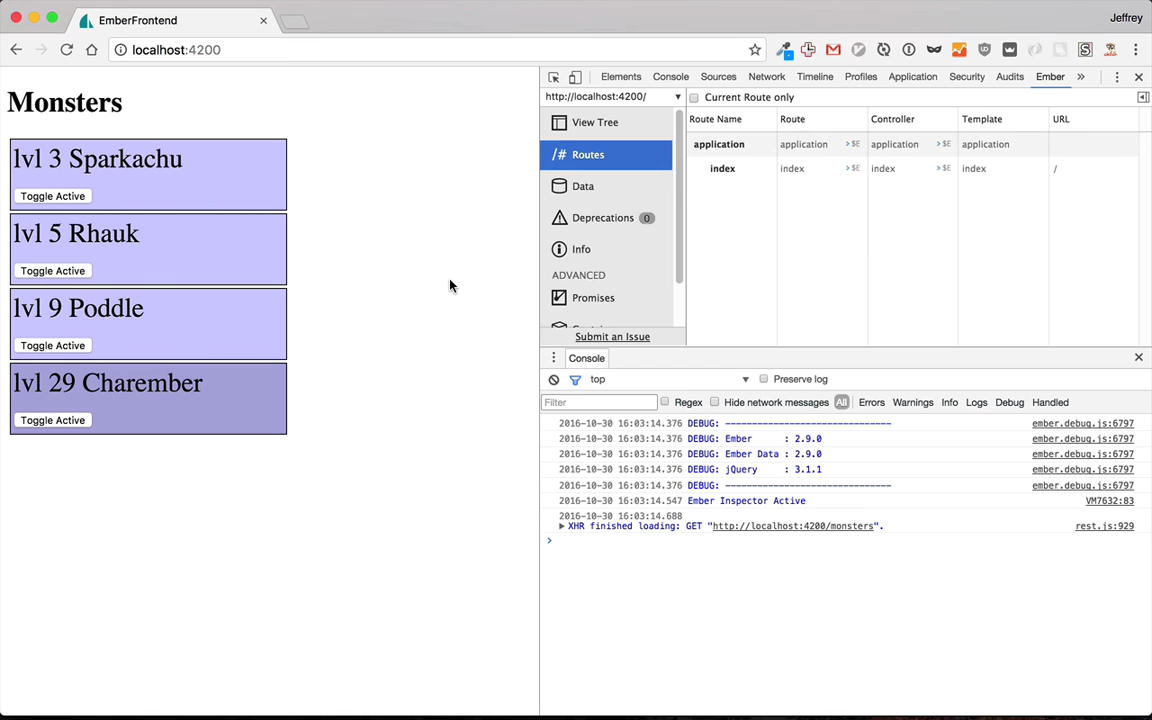 EmberFrontend
Jeffrey
localhost:4200
Monsters
lvl 3 Sparkachu
Toggle Active
lvl 5 Rhauk
Toggle Active
lvl 9 Poddle
Toggle Active
lvl 29 Charember
Toggle Active
Elements Console Sources Network Timeline Profiles Application Security Audits Ember »
http://localhost:4200/
Current Route only
View Tree
/# Routes
Data
Deprecations 0
Info
ADVANCED
Promises
Submit an Issue
Route Name Route Controller Template URL
application application >$E application >$E application
index index >$E index >$E index /
Console
top Preserve log
Filter Regex Hide network messages All Errors Warnings Info Logs Debug Handled
2016-10-30 16:03:14.376 DEBUG: ------------------------------- ember.debug.js:6797
2016-10-30 16:03:14.376 DEBUG: Ember : 2.9.0 ember.debug.js:6797
2016-10-30 16:03:14.376 DEBUG: Ember Data : 2.9.0 ember.debug.js:6797
2016-10-30 16:03:14.376 DEBUG: jQuery : 3.1.1 ember.debug.js:6797
2016-10-30 16:03:14.376 DEBUG: ------------------------------- ember.debug.js:6797
2016-10-30 16:03:14.547 Ember Inspector Active VM7632:83
2016-10-30 16:03:14.688
XHR finished loading: GET "http://localhost:4200/monsters". rest.js:929